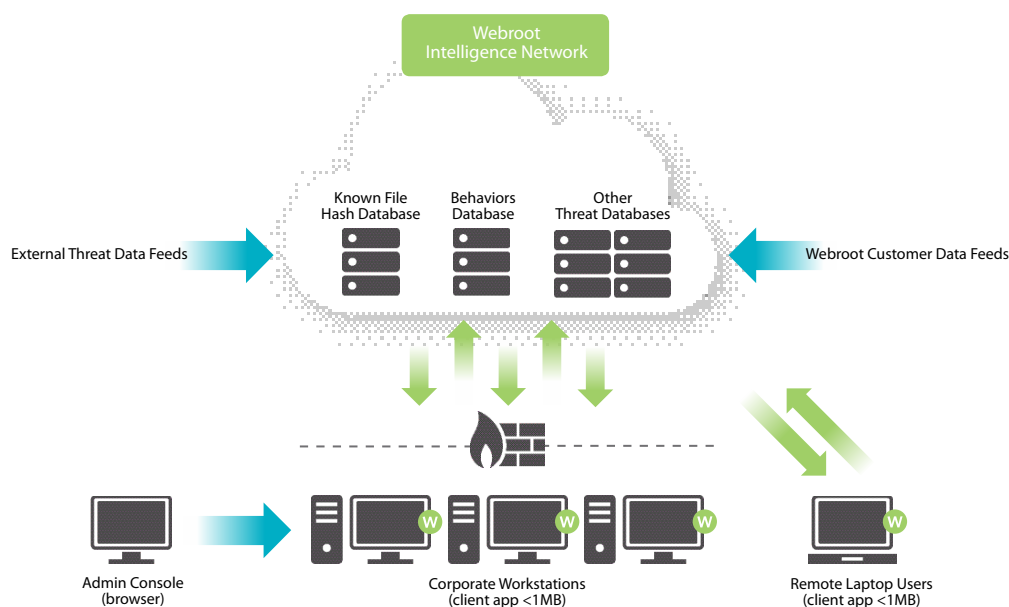 Webroot
Intelligence Network
Known File
Hash Database
Behaviors
Database
Other
Threat Databases
External Threat Data Feeds
Webroot Customer Data Feeds
W
W
W
W
Admin Console
(browser)
Corporate Workstations
(client app <1MB)
Remote Laptop Users
(client app <1MB)